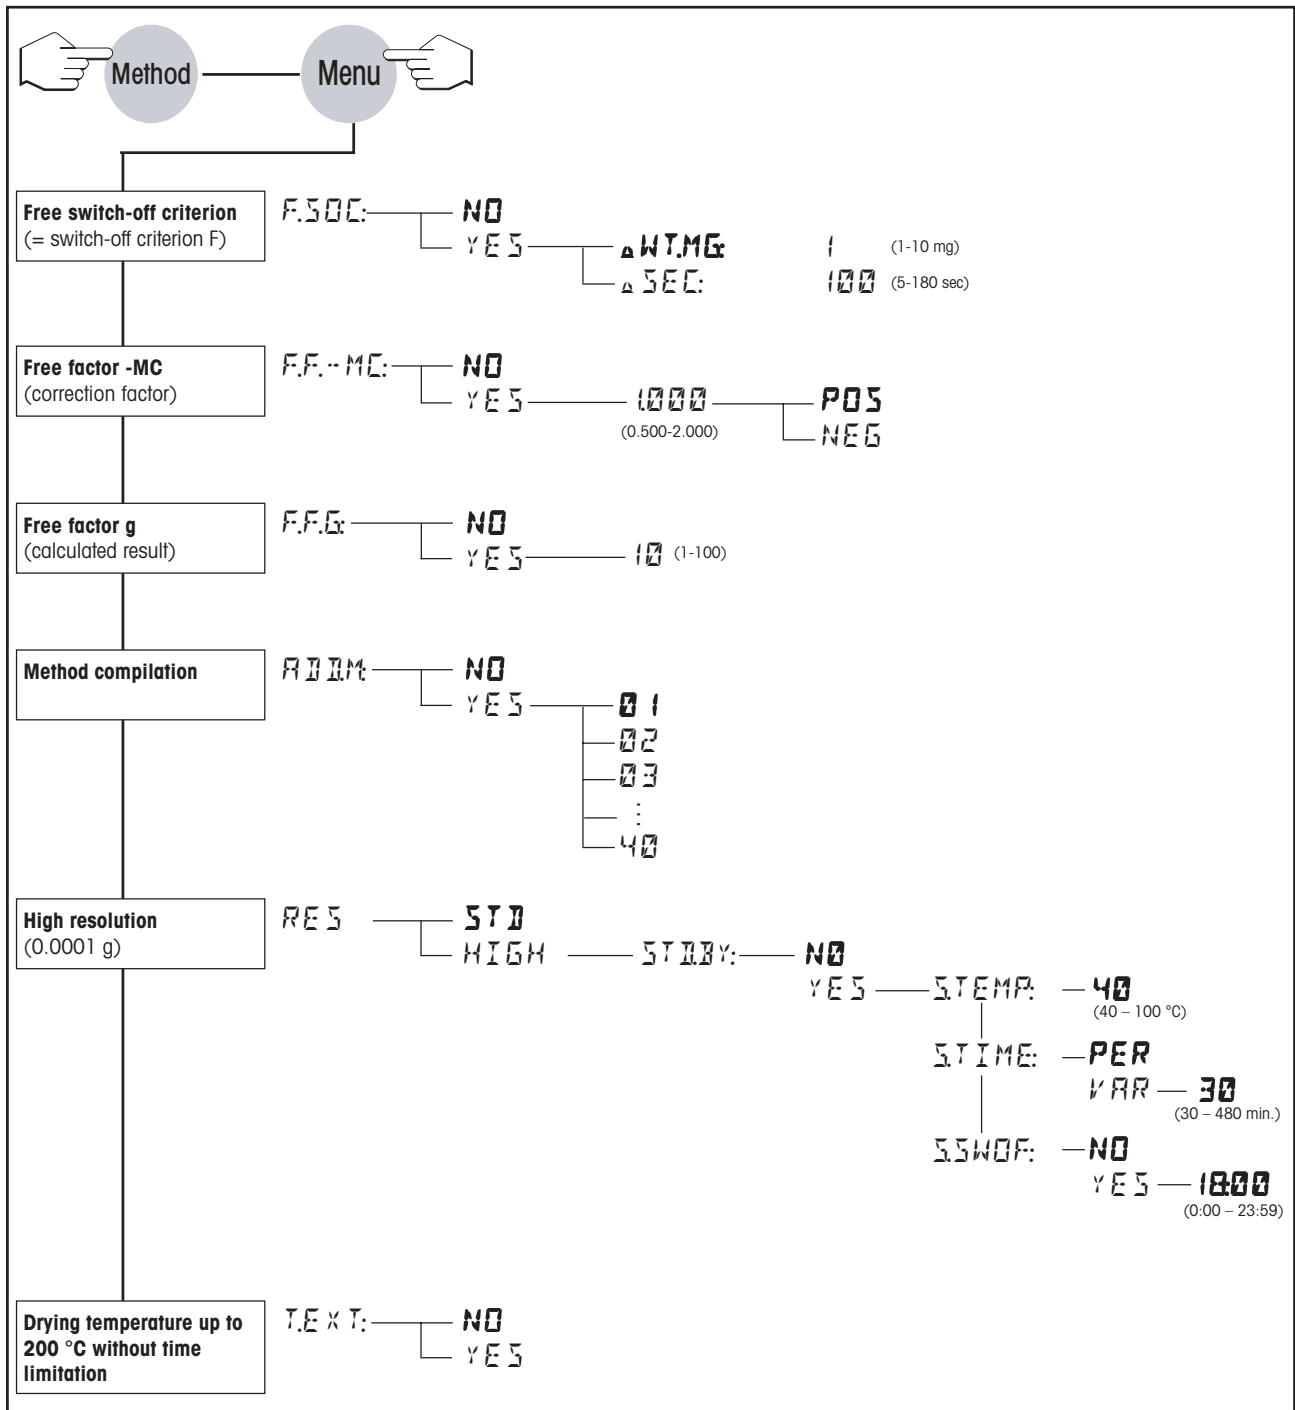 Method Menu
Free switch-off criterion
(= switch-off criterion F)
F.SOC: NO
YES ▵WT.MG: 1 (1-10 mg)
▵SEC: 100 (5-180 sec)
Free factor -MC
(correction factor)
F.F.-MC: NO
YES 1.000 POS
(0.500-2.000) NEG
Free factor g
(calculated result)
F.F.G: NO
YES 10 (1-100)
Method compilation
ADD.M: NO
YES 01
02
03
⋮
40
High resolution
(0.0001 g)
RES STD
HIGH STD.BY: NO
YES S.TEMP: 40
(40 – 100 °C)
S.TIME: PER
VAR 30
(30 – 480 min.)
S.SWOF: NO
YES 18:00
(0:00 – 23:59)
Drying temperature up to
200 °C without time
limitation
T.EXT: NO
YES